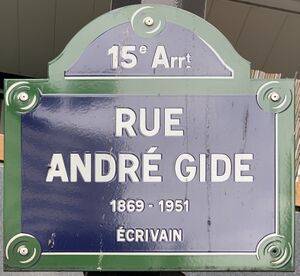 15e Arrt
RUE
ANDRÉ GIDE
1869 - 1951
ÉCRIVAIN